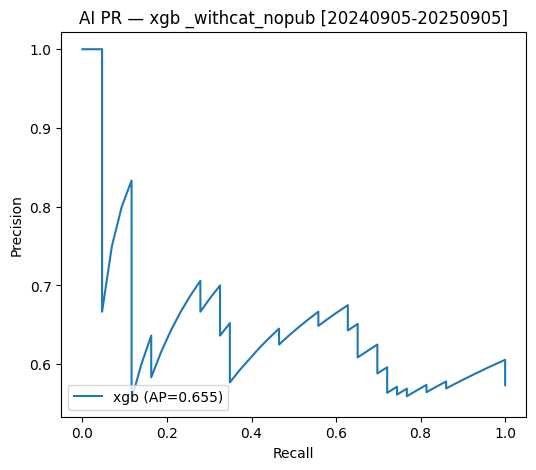 AI PR — xgb _withcat_nopub [20240905-20250905]
1.0
0.9
0.8
0.7
0.6
Precision
xgb (AP=0.655)
0.0 0.2 0.4 0.6 0.8 1.0
Recall